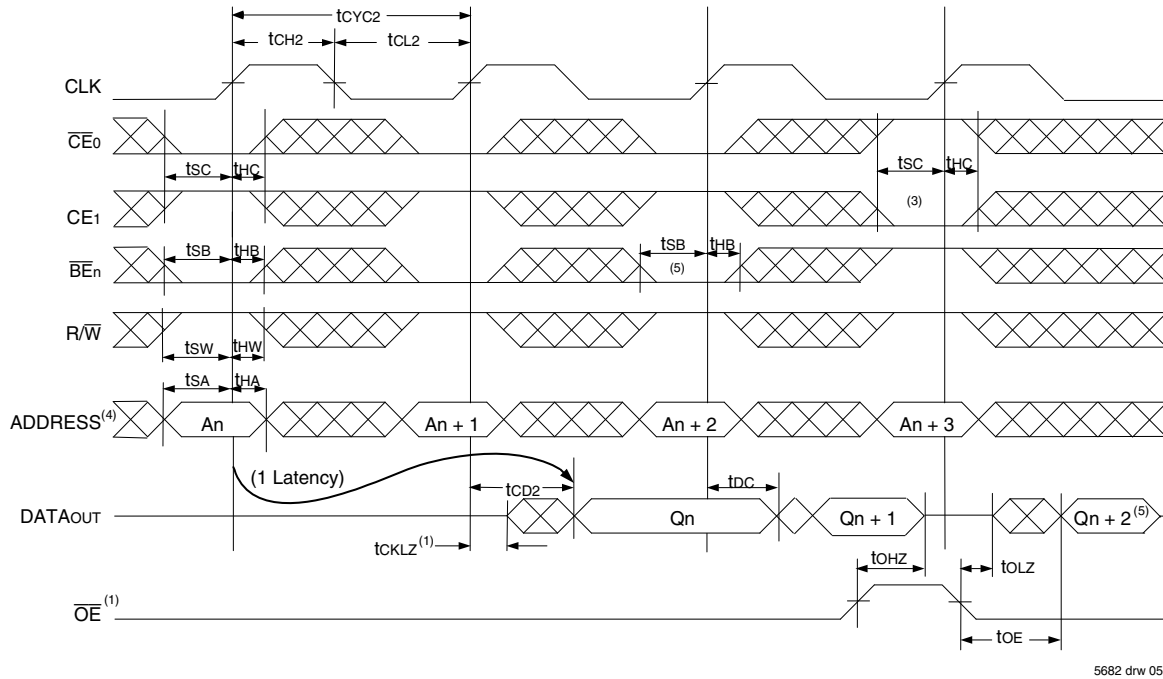 tCYC2
tCH2 tCL2
CLK
CE0
tSC tHC tSC tHC
CE1 (3)
tSB tHB tSB tHB
BEn (5)
R/W
tSW tHW
tSA tHA
ADDRESS(4) An An + 1 An + 2 An + 3
(1 Latency) tCD2 tDC
DATAOUT Qn Qn + 1 Qn + 2(5)
tCKLZ(1)
tOHZ tOLZ
OE(1)
tOE
5682 drw 05